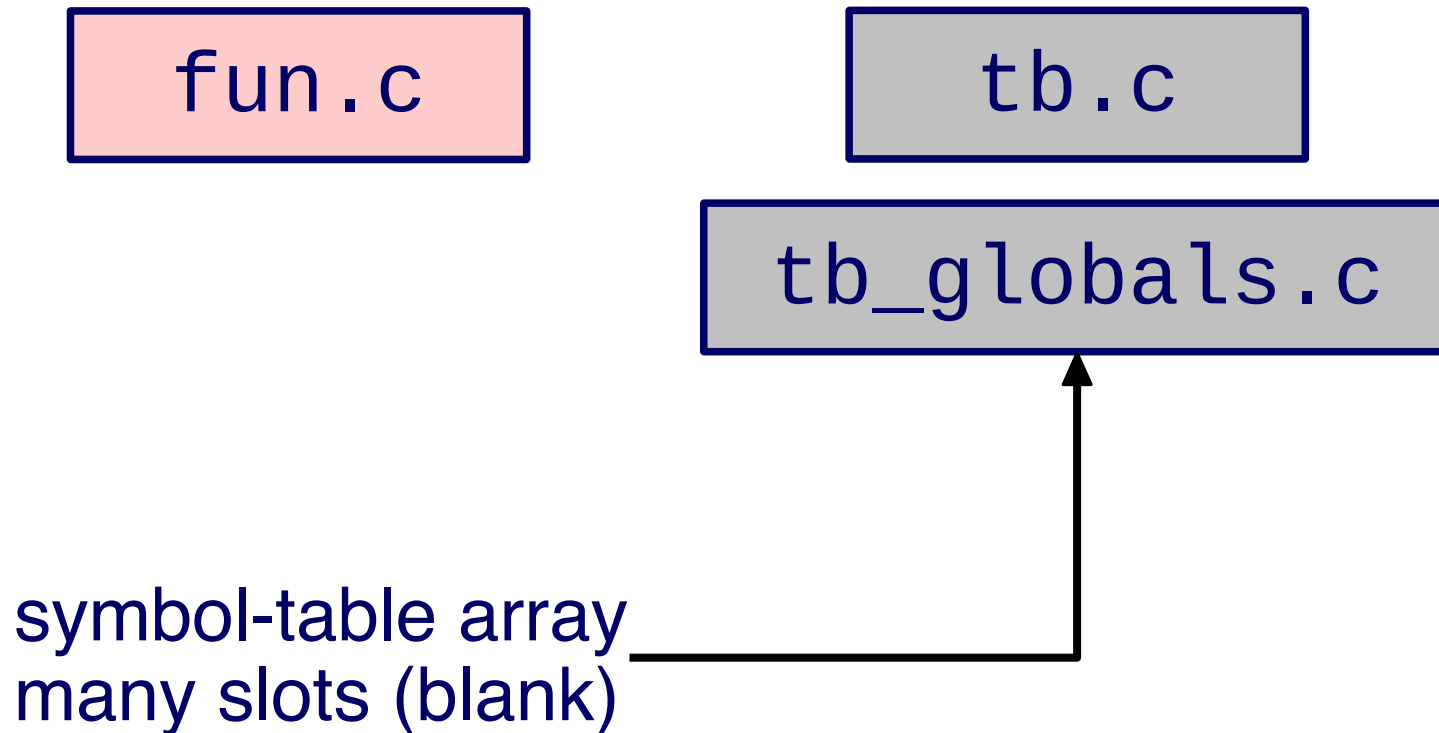 fun.c
tb.c
tb_globals.c
symbol-table array
many slots (blank)